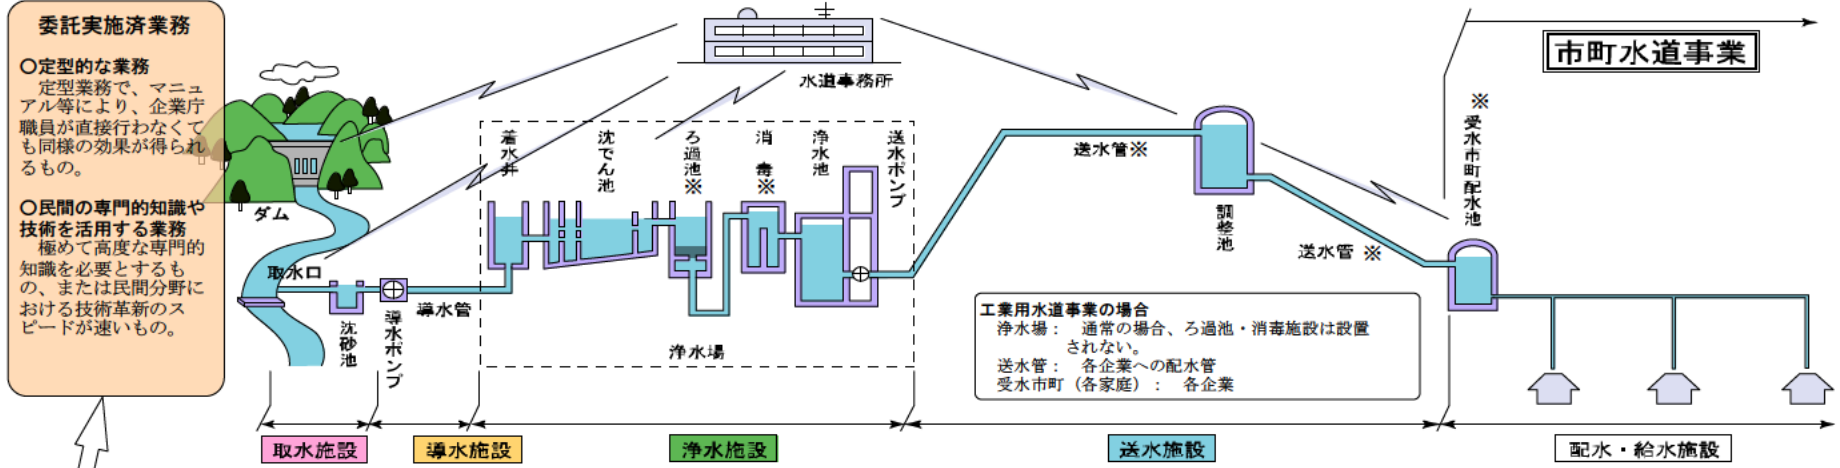 委託実施済業務
○定型的な業務
定型業務で、マニュ
アル等により、企業庁
職員が直接行わなくて
も同様の効果が得られ
るもの。
○民間の専門的知識や
技術を活用する業務
極めて高度な専門的
知識を必要とするも
の、または民間分野に
おける技術革新のス
ピードが速いもの。
水道事務所
市町水道事業
ダム
取水口
沈砂池
導水ポンプ
導水管
着水井
沈でん池
ろ過池※
消毒※
浄水池
送水ポンプ
浄水場
送水管※
調整池
送水管 ※
※受水市町配水池
工業用水道事業の場合
浄水場： 通常の場合、ろ過池・消毒施設は設置
されない。
送水管： 各企業への配水管
受水市町（各家庭）： 各企業
取水施設
導水施設
浄水施設
送水施設
配水・給水施設